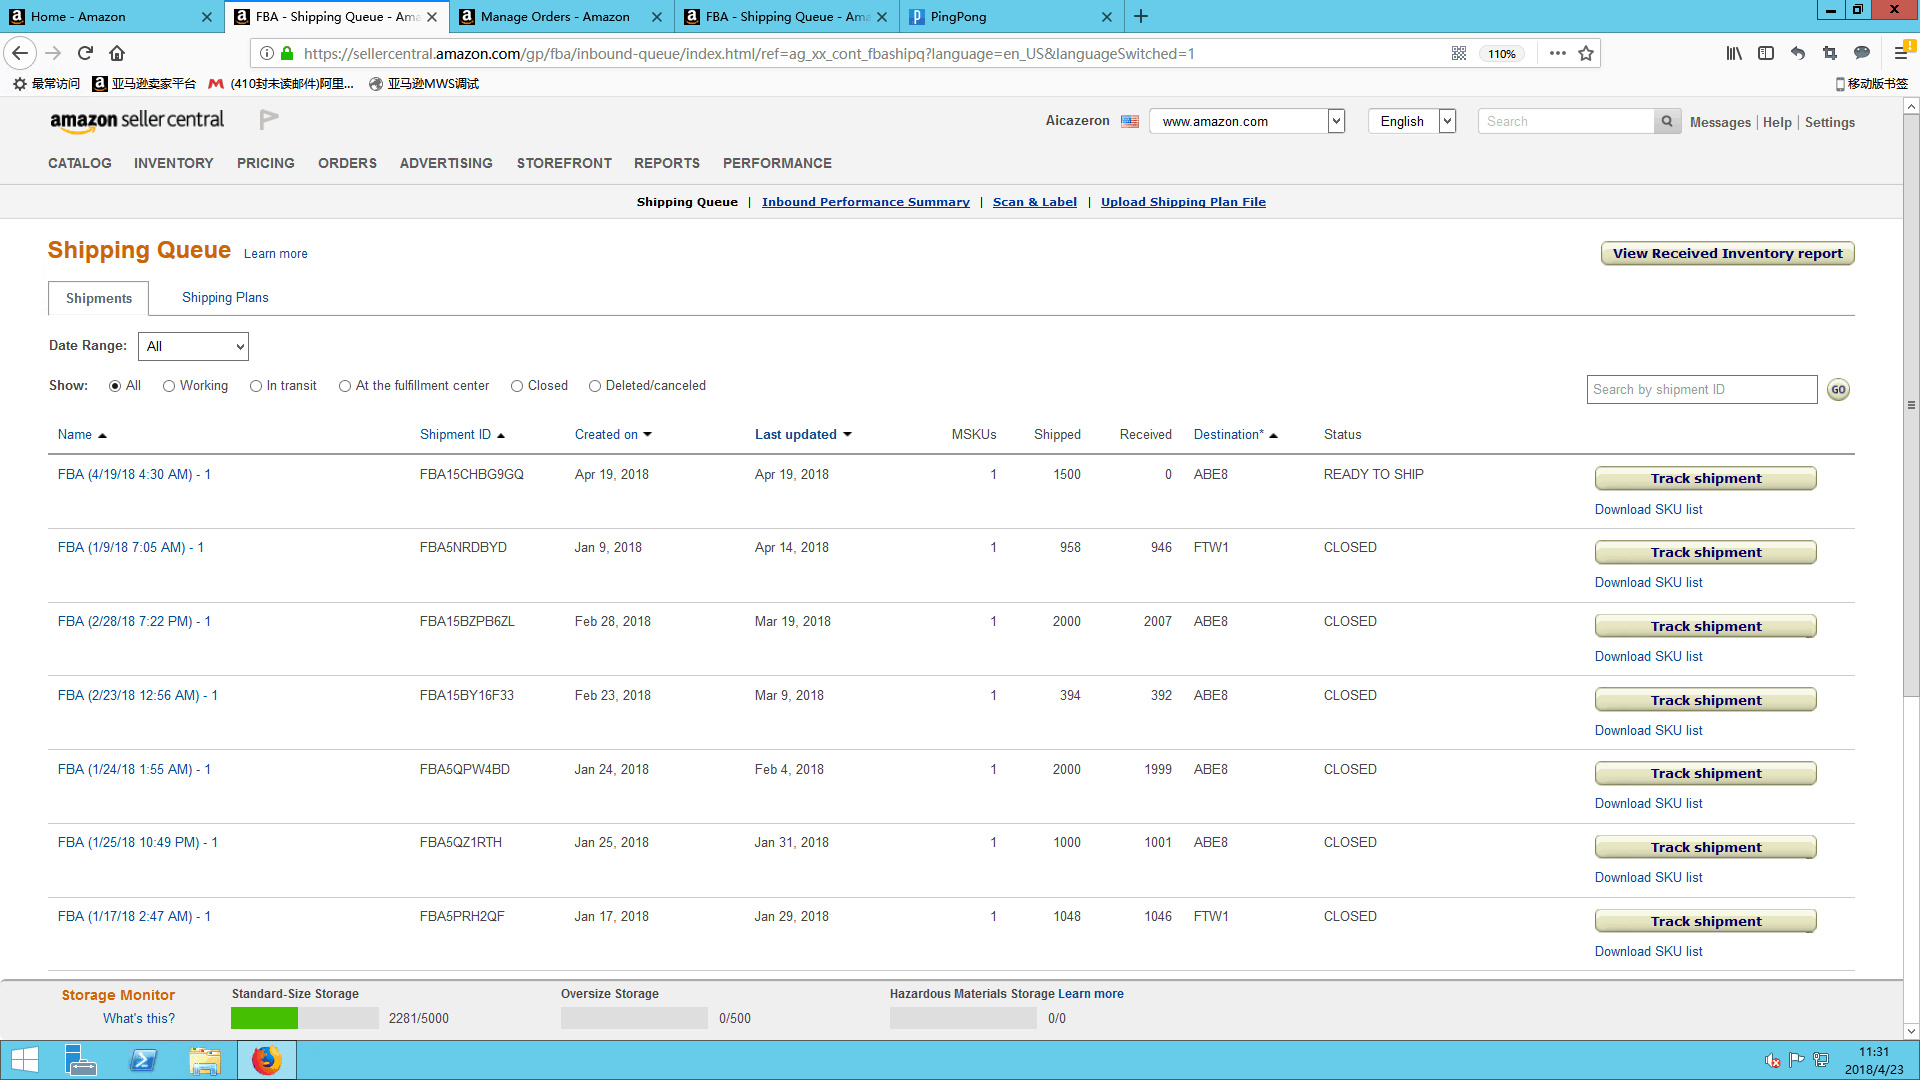 Home - Amazon
FBA - Shipping Queue - Ama
Manage Orders - Amazon
FBA - Shipping Queue - Ama
PingPong
https://sellercentral.amazon.com/gp/fba/inbound-queue/index.html/ref=ag_xx_cont_fbashipq?language=en_US&languageSwitched=1
110%
最常访问 亚马逊卖家平台 (410封未读邮件)阿里... 亚马逊MWS调试 移动版书签
amazon seller central
Aicazeron www.amazon.com English Search Messages | Help | Settings
CATALOG INVENTORY PRICING ORDERS ADVERTISING STOREFRONT REPORTS PERFORMANCE
Shipping Queue | Inbound Performance Summary | Scan & Label | Upload Shipping Plan File
Shipping Queue Learn more View Received Inventory report
Shipments Shipping Plans
Date Range: All
Show: All Working In transit At the fulfillment center Closed Deleted/canceled Search by shipment ID GO
Name Shipment ID Created on Last updated MSKUs Shipped Received Destination* Status
FBA (4/19/18 4:30 AM) - 1 FBA15CHBG9GQ Apr 19, 2018 Apr 19, 2018 1 1500 0 ABE8 READY TO SHIP Track shipment
Download SKU list
FBA (1/9/18 7:05 AM) - 1 FBA5NRDBYD Jan 9, 2018 Apr 14, 2018 1 958 946 FTW1 CLOSED Track shipment
Download SKU list
FBA (2/28/18 7:22 PM) - 1 FBA15BZPB6ZL Feb 28, 2018 Mar 19, 2018 1 2000 2007 ABE8 CLOSED Track shipment
Download SKU list
FBA (2/23/18 12:56 AM) - 1 FBA15BY16F33 Feb 23, 2018 Mar 9, 2018 1 394 392 ABE8 CLOSED Track shipment
Download SKU list
FBA (1/24/18 1:55 AM) - 1 FBA5QPW4BD Jan 24, 2018 Feb 4, 2018 1 2000 1999 ABE8 CLOSED Track shipment
Download SKU list
FBA (1/25/18 10:49 PM) - 1 FBA5QZ1RTH Jan 25, 2018 Jan 31, 2018 1 1000 1001 ABE8 CLOSED Track shipment
Download SKU list
FBA (1/17/18 2:47 AM) - 1 FBA5PRH2QF Jan 17, 2018 Jan 29, 2018 1 1048 1046 FTW1 CLOSED Track shipment
Download SKU list
Storage Monitor Standard-Size Storage Oversize Storage Hazardous Materials Storage Learn more
What's this? 2281/5000 0/500 0/0
11:31
2018/4/23